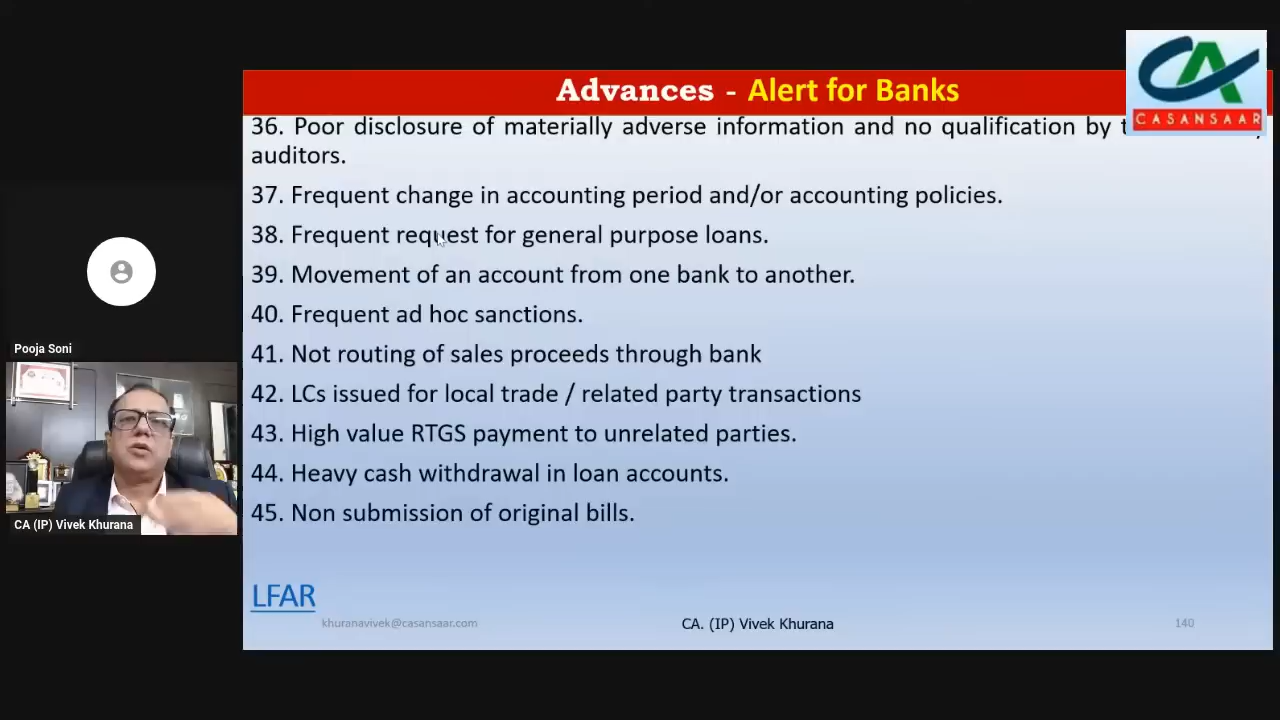 Advances - Alert for Banks
CASANSAAR
36. Poor disclosure of materially adverse information and no qualification by
auditors.
37. Frequent change in accounting period and/or accounting policies.
38. Frequent request for general purpose loans.
39. Movement of an account from one bank to another.
40. Frequent ad hoc sanctions.
41. Not routing of sales proceeds through bank
42. LCs issued for local trade / related party transactions
43. High value RTGS payment to unrelated parties.
44. Heavy cash withdrawal in loan accounts.
45. Non submission of original bills.
LFAR
khuranavivek@casansaar.com
CA. (IP) Vivek Khurana
140
Pooja Soni
CA (IP) Vivek Khurana